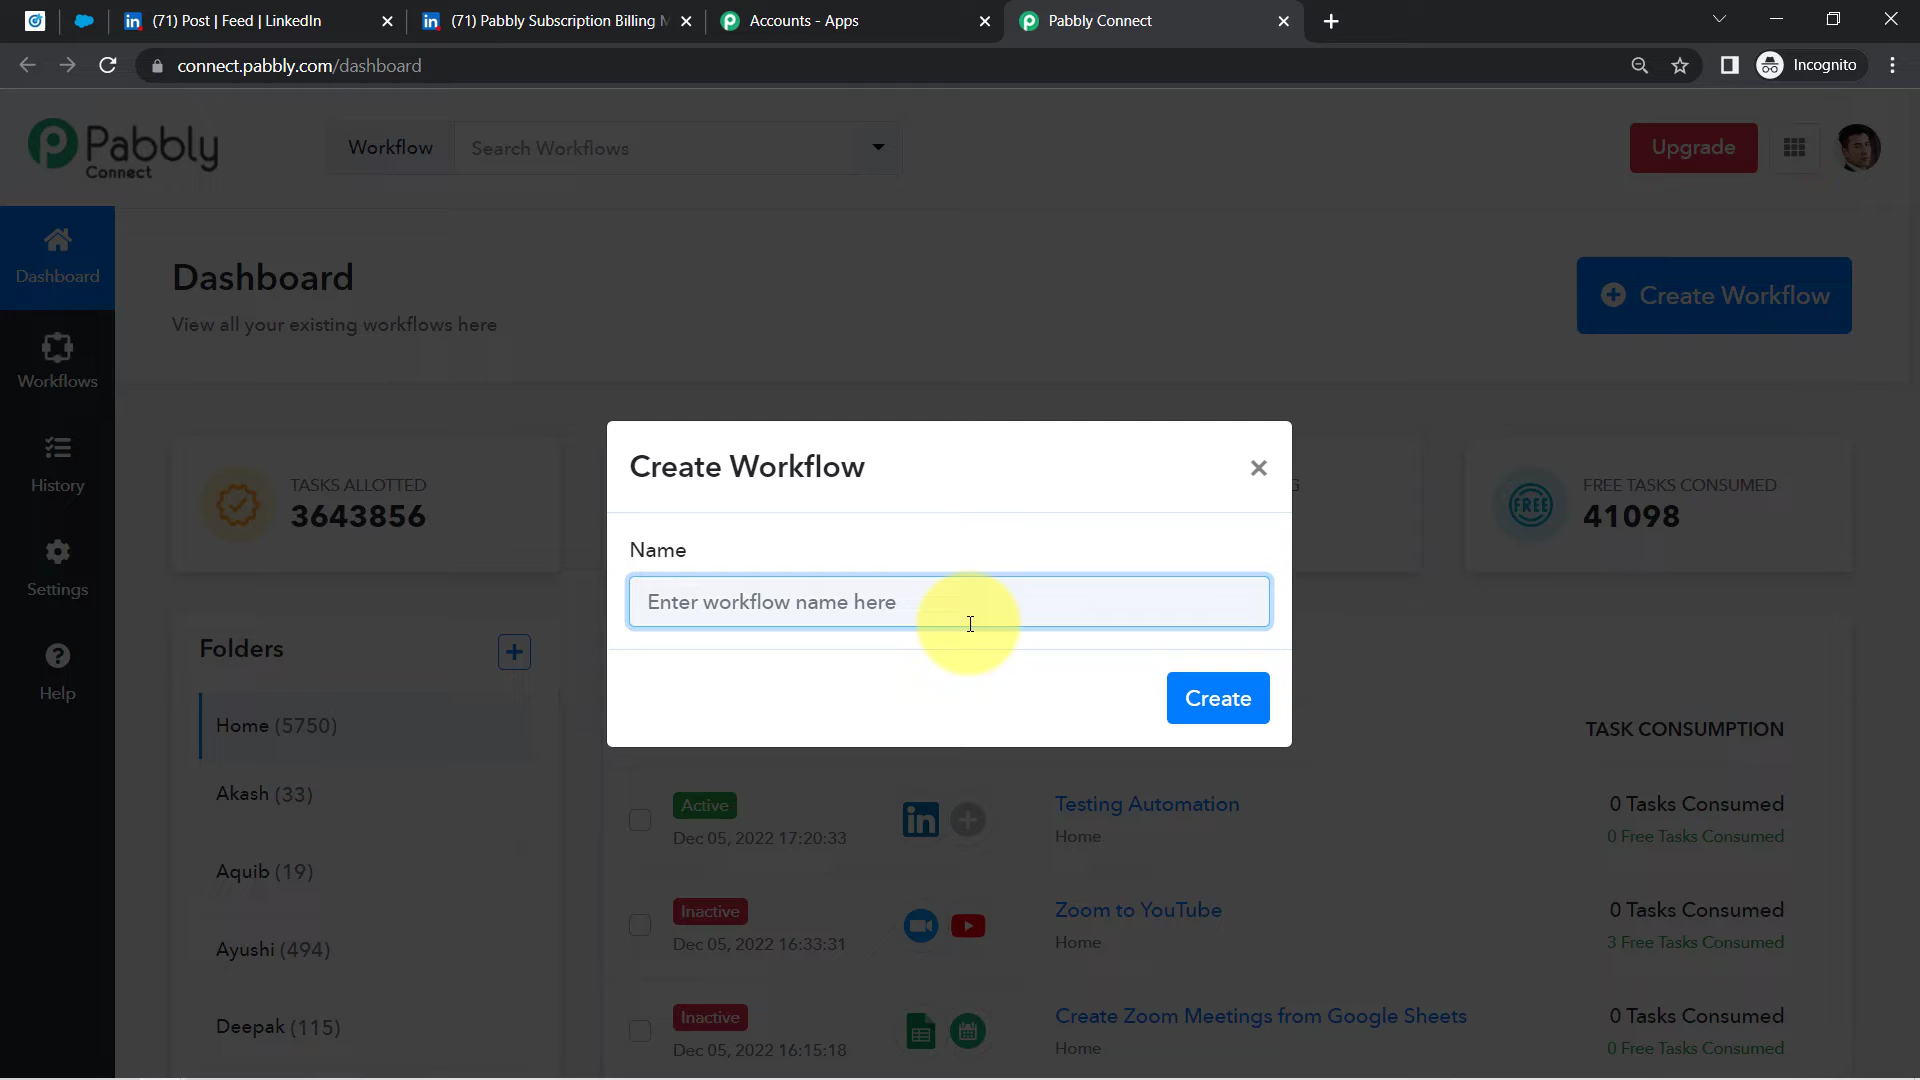 (71) Post | Feed | LinkedIn
(71) Pabbly Subscription Billing M
Accounts - Apps
Pabbly Connect
connect.pabbly.com/dashboard
Incognito
Pabbly
Connect
Workflow
Search Workflows
Upgrade
Dashboard
Workflows
History
Settings
Help
Dashboard
View all your existing workflows here
Create Workflow
TASKS ALLOTTED
3643856
G
FREE
FREE TASKS CONSUMED
41098
Create Workflow
Name
Enter workflow name here
Create
Folders
Home (5750)
Akash (33)
Aquib (19)
Ayushi (494)
Deepak (115)
TASK CONSUMPTION
Active
Dec 05, 2022 17:20:33
Testing Automation
Home
0 Tasks Consumed
0 Free Tasks Consumed
Inactive
Dec 05, 2022 16:33:31
Zoom to YouTube
Home
0 Tasks Consumed
3 Free Tasks Consumed
Inactive
Dec 05, 2022 16:15:18
Create Zoom Meetings from Google Sheets
Home
0 Tasks Consumed
0 Free Tasks Consumed